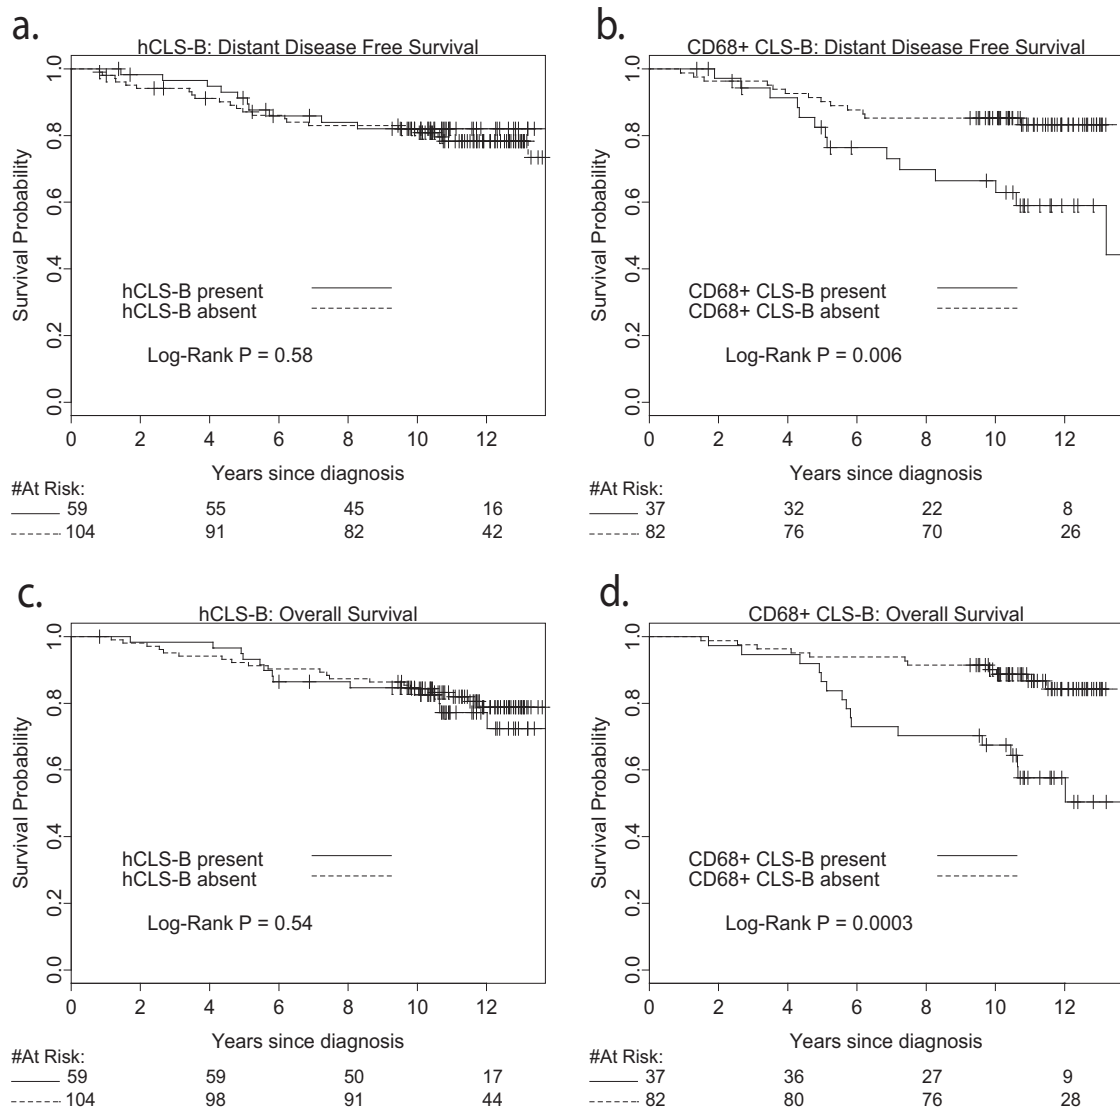 a.
hCLS-B: Distant Disease Free Survival
Survival Probability
1.0
0.8
0.6
0.4
0.2
0.0
hCLS-B present
hCLS-B absent
Log-Rank P = 0.58
0 2 4 6 8 10 12
Years since diagnosis
#At Risk:
59 55 45 16
104 91 82 42
b.
CD68+ CLS-B: Distant Disease Free Survival
Survival Probability
1.0
0.8
0.6
0.4
0.2
0.0
CD68+ CLS-B present
CD68+ CLS-B absent
Log-Rank P = 0.006
0 2 4 6 8 10 12
Years since diagnosis
#At Risk:
37 32 22 8
82 76 70 26
c.
hCLS-B: Overall Survival
Survival Probability
1.0
0.8
0.6
0.4
0.2
0.0
hCLS-B present
hCLS-B absent
Log-Rank P = 0.54
0 2 4 6 8 10 12
Years since diagnosis
#At Risk:
59 59 50 17
104 98 91 44
d.
CD68+ CLS-B: Overall Survival
Survival Probability
1.0
0.8
0.6
0.4
0.2
0.0
CD68+ CLS-B present
CD68+ CLS-B absent
Log-Rank P = 0.0003
0 2 4 6 8 10 12
Years since diagnosis
#At Risk:
37 36 27 9
82 80 76 28